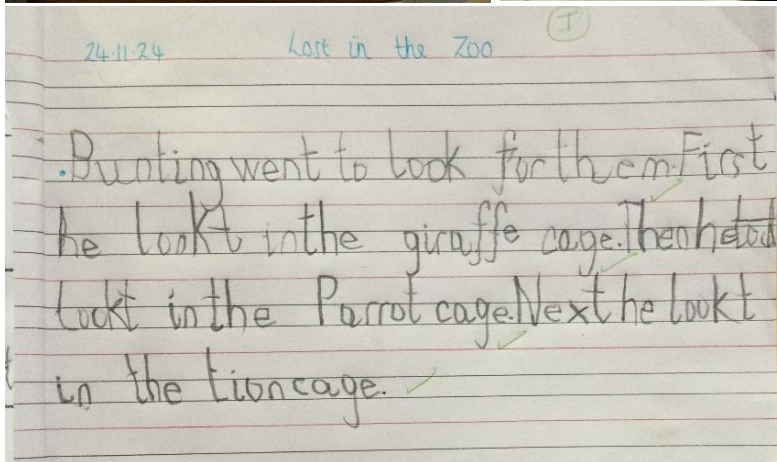 I
24.11.24 Lost in the Zoo
.Bunting went to look for them.First
he lookt in the giraffe cage.Then he
lookt in the Parrot cage.Next he lookt
in the Lion cage.